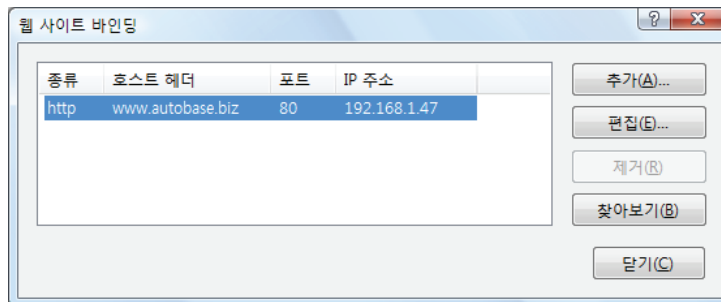 웹 사이트 바인딩
종류 호스트 헤더 포트 IP 주소
http www.autobase.biz 80 192.168.1.47
추가(A)...
편집(E)...
제거(R)
찾아보기(B)
닫기(C)